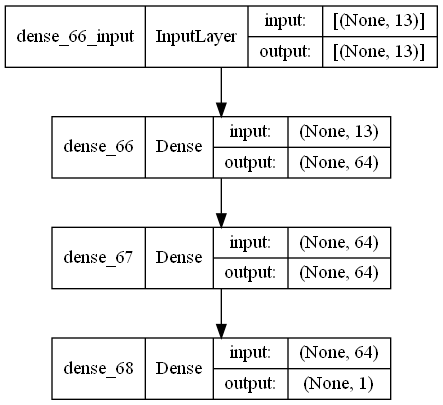 dense_66_input InputLayer input: [(None, 13)]
output: [(None, 13)]
dense_66 Dense input: (None, 13)
output: (None, 64)
dense_67 Dense input: (None, 64)
output: (None, 64)
dense_68 Dense input: (None, 64)
output: (None, 1)